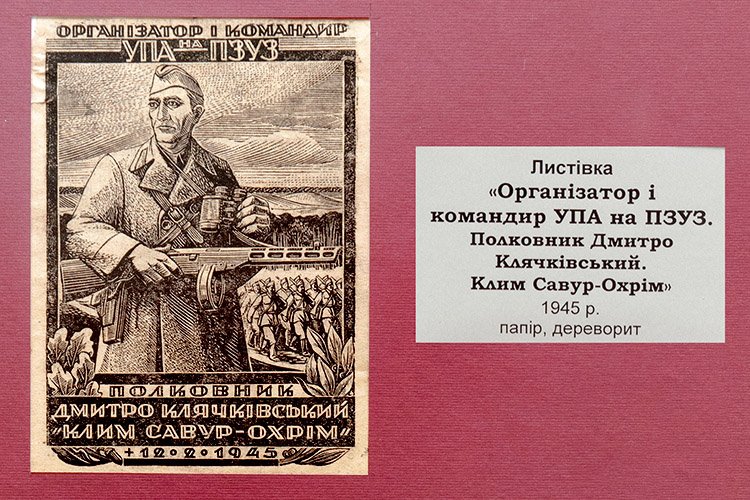 ОРГАНІЗАТОР І КОМАНДИР
УПА НА ПЗУЗ
ПОЛКОВНИК
ДМИТРО КЛЯЧКІВСЬКИЙ
"КЛИМ САВУР-ОХРІМ"
+12•2•1945
Листівка
«Організатор і
командир УПА на ПЗУЗ.
Полковник Дмитро
Клячківський.
Клим Савур-Охрім»
1945 р.
папір, дереворит